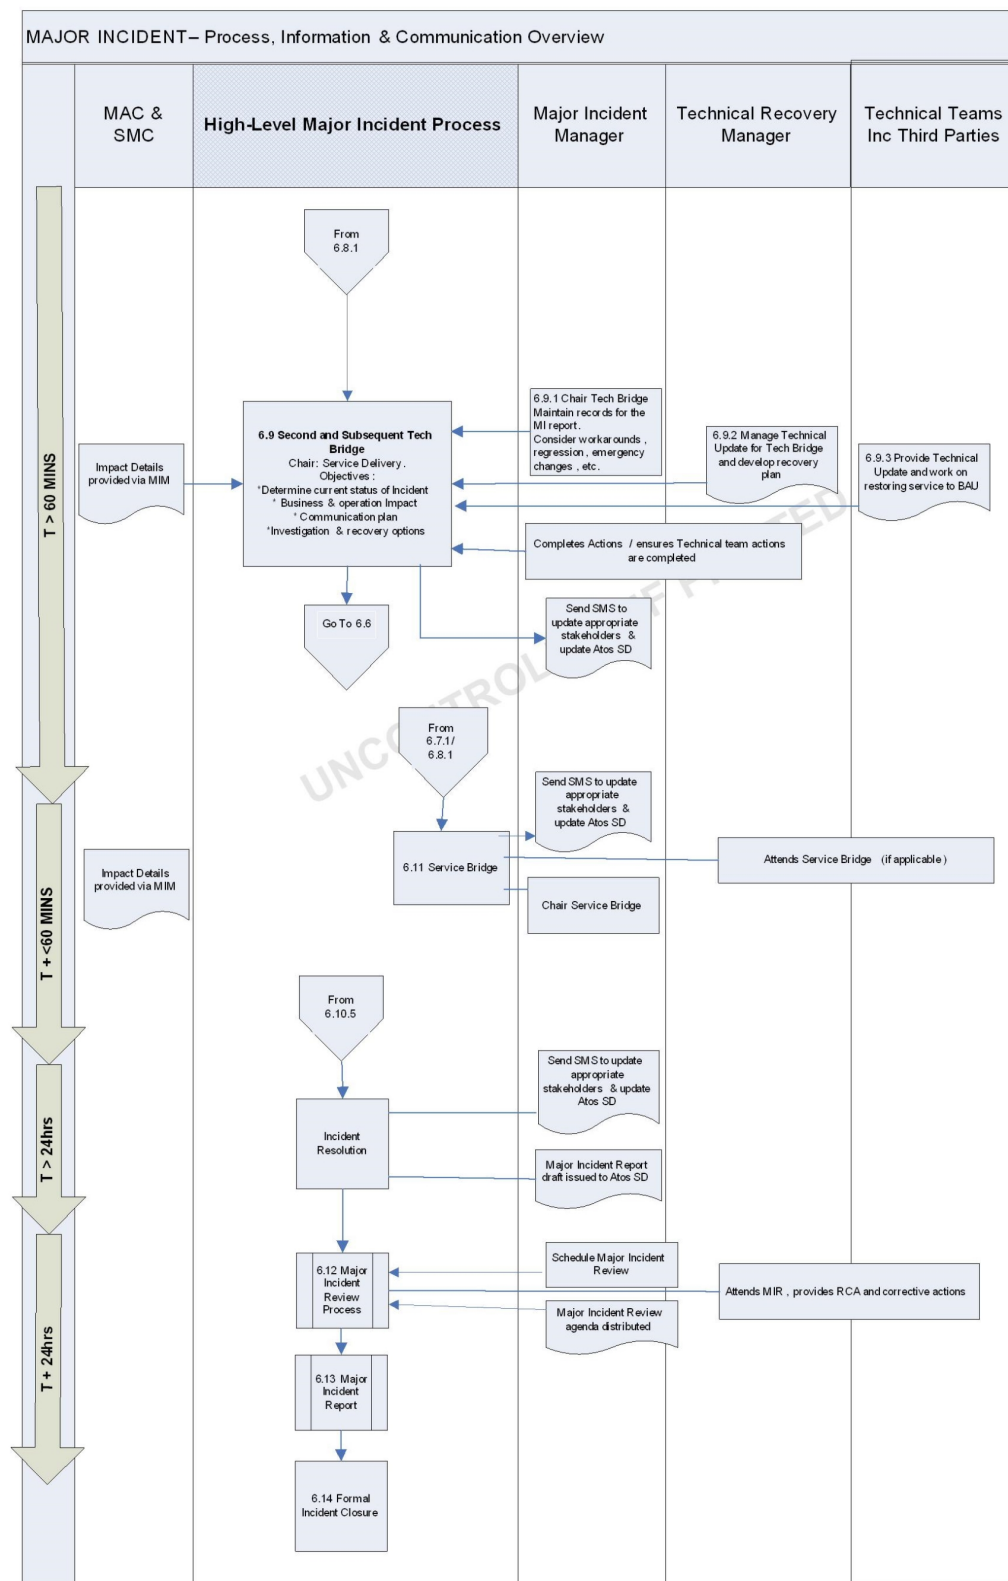 MAJOR INCIDENT– Process, Information & Communication Overview
MAC &
SMC
High-Level Major Incident Process
Major Incident
Manager
Technical Recovery
Manager
Technical Teams
Inc Third Parties
T > 60 MINS
From
6.8.1
6.9 Second and Subsequent Tech
Bridge
Chair: Service Delivery.
Objectives :
*Determine current status of Incident
* Business & operation Impact
* Communication plan
*Investigation & recovery options
Impact Details
provided via MIM
6.9.1 Chair Tech Bridge
Maintain records for the
MI report.
Consider workarounds ,
regression , emergency
changes , etc.
6.9.2 Manage Technical
Update for Tech Bridge
and develop recovery
plan
6.9.3 Provide Technical
Update and work on
restoring service to BAU
Completes Actions / ensures Technical team actions
are completed
Go To 6.6
Send SMS to
update appropriate
stakeholders &
update Atos SD
From
6.7.1/
6.8.1
T + <60 MINS
Send SMS to update
appropriate
stakeholders &
update Atos SD
6.11 Service Bridge
Attends Service Bridge (if applicable )
Impact Details
provided via MIM
Chair Service Bridge
From
6.10.5
T > 24hrs
Send SMS to update
appropriate
stakeholders & update
Atos SD
Incident
Resolution
Major Incident Report
draft issued to Atos SD
T + 24hrs
Schedule Major Incident
Review
6.12 Major
Incident
Review
Process
Attends MIR , provides RCA and corrective actions
Major Incident Review
agenda distributed
6.13 Major
Incident
Report
6.14 Formal
Incident Closure